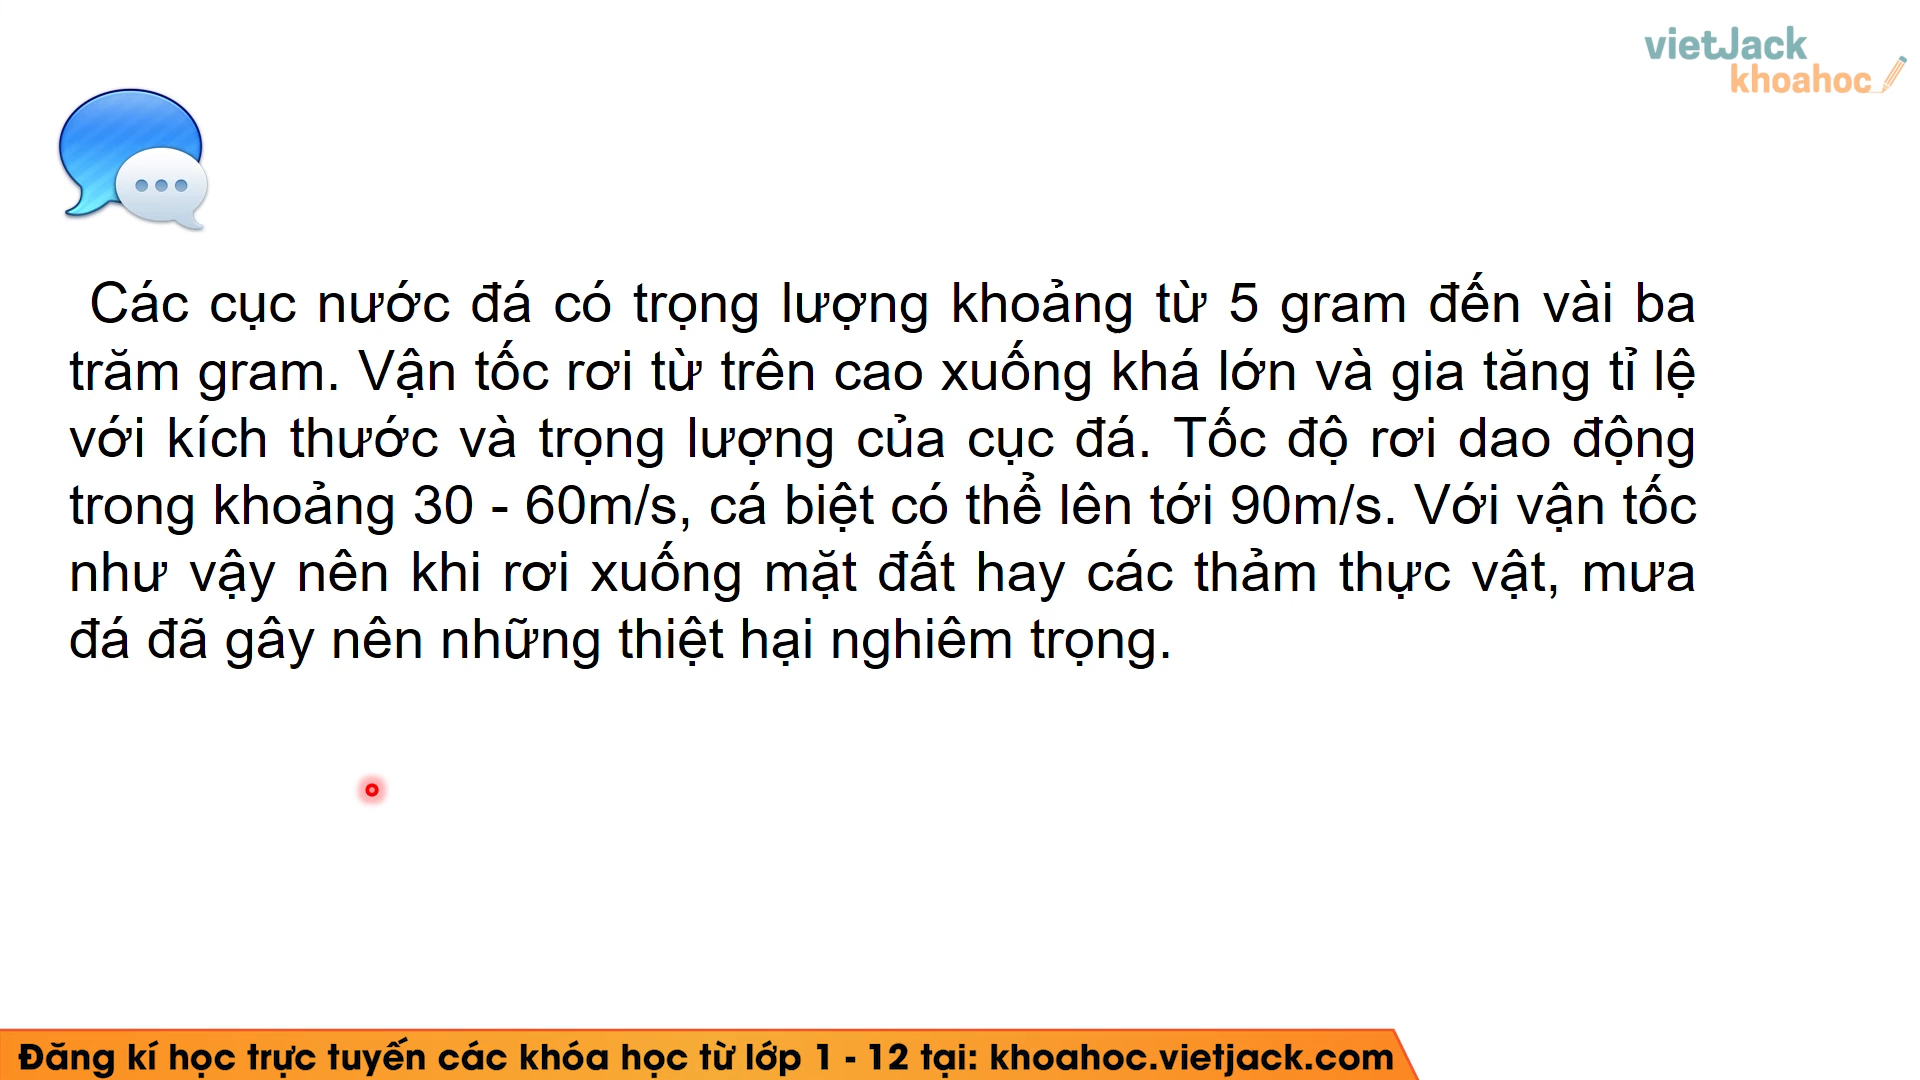 vietJack
khoahoc
Các cục nước đá có trọng lượng khoảng từ 5 gram đến vài ba
trăm gram. Vận tốc rơi từ trên cao xuống khá lớn và gia tăng tỉ lệ
với kích thước và trọng lượng của cục đá. Tốc độ rơi dao động
trong khoảng 30 - 60m/s, cá biệt có thể lên tới 90m/s. Với vận tốc
như vậy nên khi rơi xuống mặt đất hay các thảm thực vật, mưa
đá đã gây nên những thiệt hại nghiêm trọng.
Đăng kí học trực tuyến các khóa học từ lớp 1 - 12 tại: khoahoc.vietjack.com